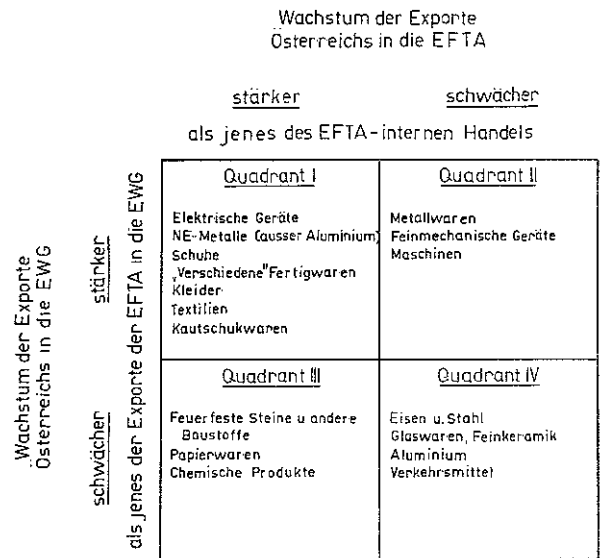 Wachstum der Exporte
Österreichs in die EFTA
stärker
schwächer
als jenes des EFTA-internen Handels
Wachstum der Exporte
Österreichs in die EWG
stärker
schwächer
als jenes der Exporte der EFTA in die EWG
Quadrant I
Elektrische Geräte
NE-Metalle (ausser Aluminium)
Schuhe
„Verschiedene" Fertigwaren
Kleider
Textilien
Kautschukwaren
Quadrant II
Metallwaren
Feinmechanische Geräte
Maschinen
Quadrant III
Feuerfeste Steine u andere
Baustoffe
Papierwaren
Chemische Produkte
Quadrant IV
Eisen u. Stahl
Glaswaren, Feinkeramik
Aluminium
Verkehrsmittel